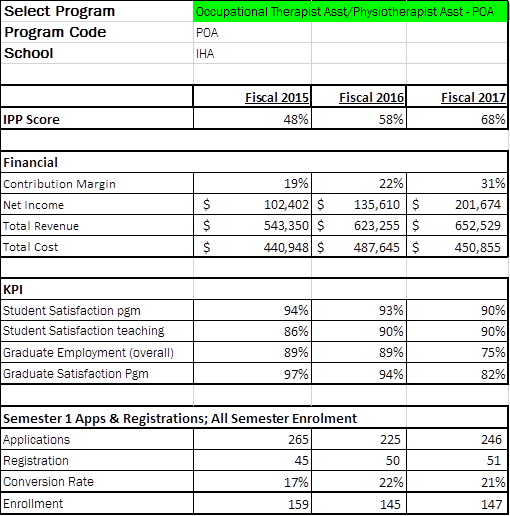 Select Program Occupational Therapist Asst/Physiotherapist Asst - POA
Program Code POA
School IHA
Fiscal 2015 Fiscal 2016 Fiscal 2017
IPP Score 48% 58% 68%
Financial
Contribution Margin 19% 22% 31%
Net Income $ 102,402 $ 135,610 $ 201,674
Total Revenue $ 543,350 $ 623,255 $ 652,529
Total Cost $ 440,948 $ 487,645 $ 450,855
KPI
Student Satisfaction pgm 94% 93% 90%
Student Satisfaction teaching 86% 90% 90%
Graduate Employment (overall) 89% 89% 75%
Graduate Satisfaction Pgm 97% 94% 82%
Semester 1 Apps & Registrations; All Semester Enrolment
Applications 265 225 246
Registration 45 50 51
Conversion Rate 17% 22% 21%
Enrollment 159 145 147